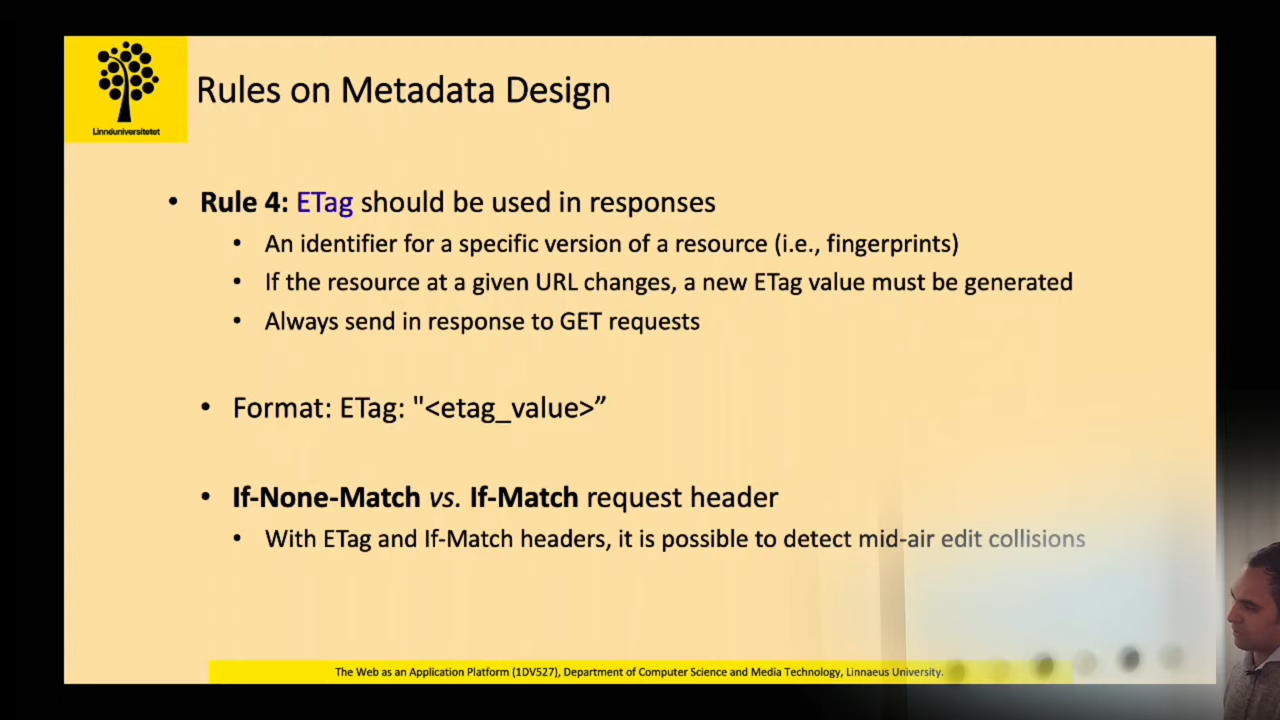 Linnéuniversitetet
Rules on Metadata Design
• Rule 4: ETag should be used in responses
• An identifier for a specific version of a resource (i.e., fingerprints)
• If the resource at a given URL changes, a new ETag value must be generated
• Always send in response to GET requests
• Format: ETag: "<etag_value>”
• If-None-Match vs. If-Match request header
• With ETag and If-Match headers, it is possible to detect mid-air edit collisions
The Web as an Application Platform (1DV527), Department of Computer Science and Media Technology, Linnaeus University.